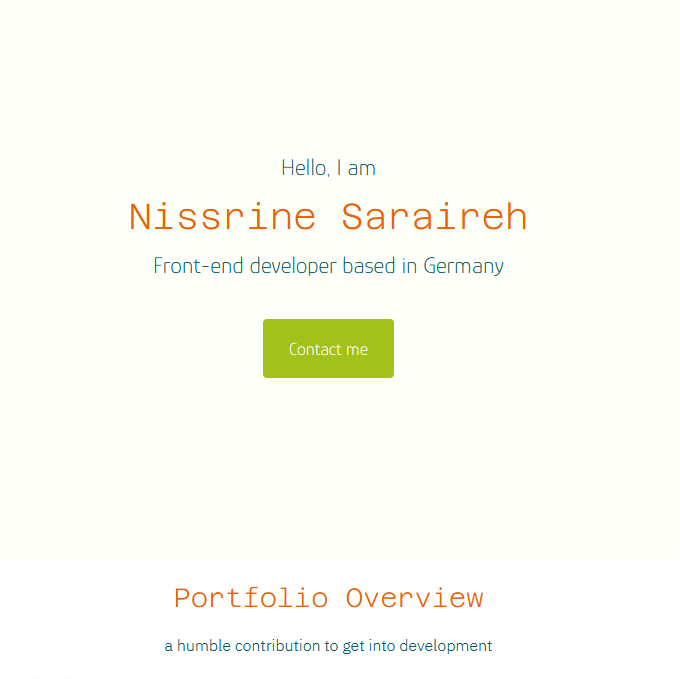 Hello, I am
Nissrine Saraireh
Front-end developer based in Germany
Contact me
Portfolio Overview
a humble contribution to get into development